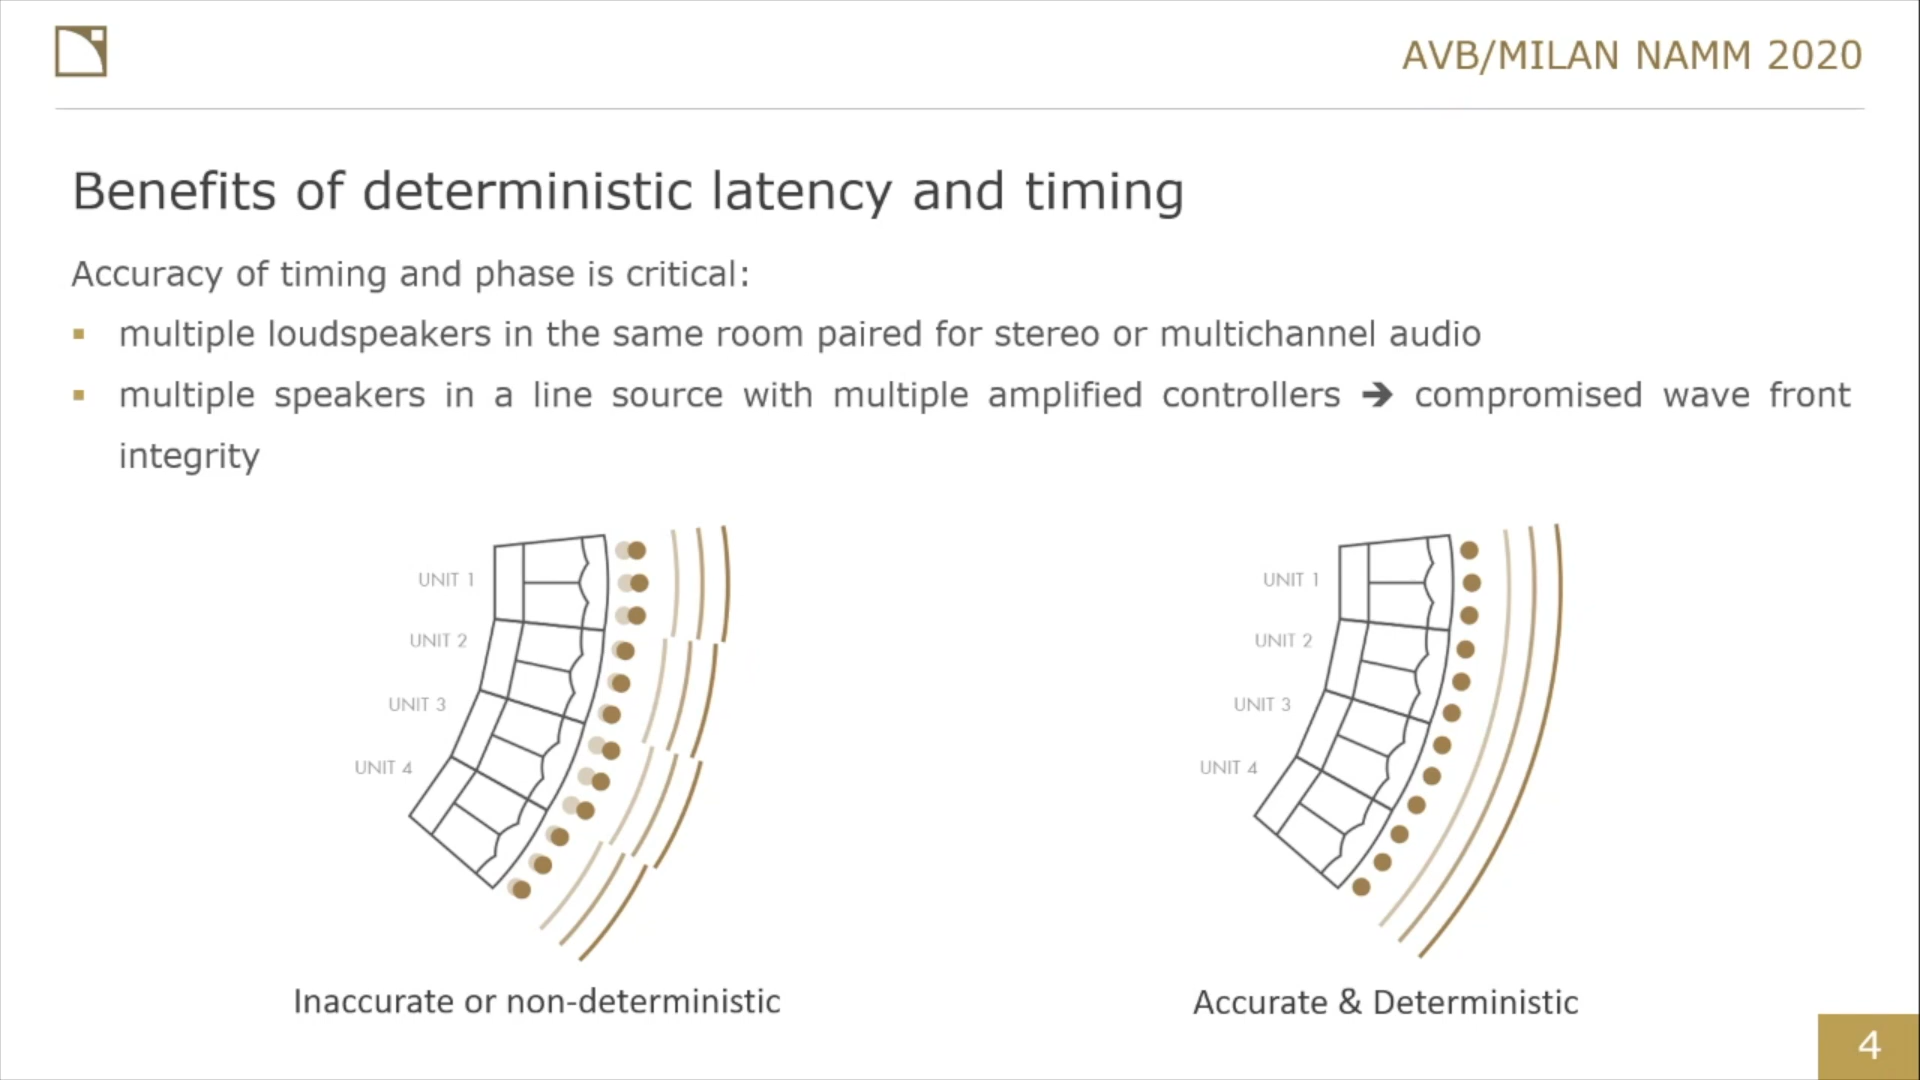 AVB/MILAN NAMM 2020
Benefits of deterministic latency and timing
Accuracy of timing and phase is critical:
▪ multiple loudspeakers in the same room paired for stereo or multichannel audio
▪ multiple speakers in a line source with multiple amplified controllers ➔ compromised wave front
integrity
UNIT 1
UNIT 2
UNIT 3
UNIT 4
Inaccurate or non-deterministic
UNIT 1
UNIT 2
UNIT 3
UNIT 4
Accurate & Deterministic
4